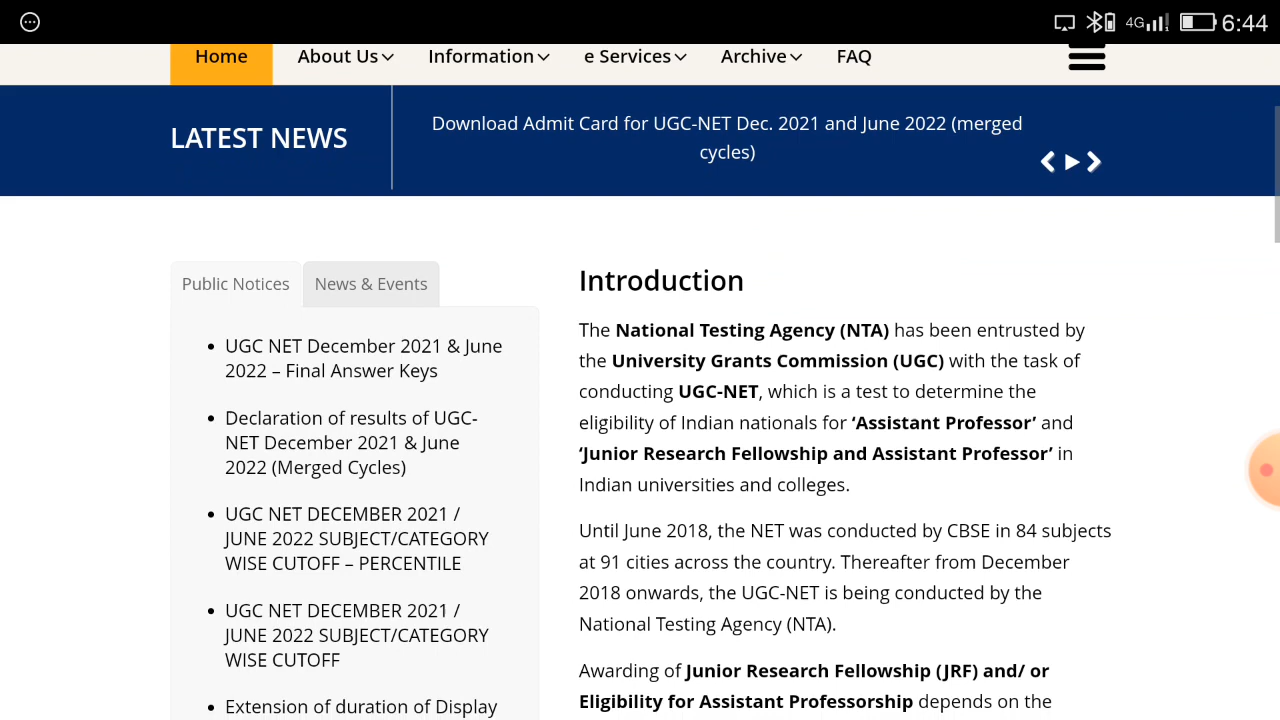 4G 6:44
Home About Us Information e Services Archive FAQ
LATEST NEWS
Download Admit Card for UGC-NET Dec. 2021 and June 2022 (merged
cycles)
Public Notices News & Events
UGC NET December 2021 & June
2022 – Final Answer Keys
Declaration of results of UGC-
NET December 2021 & June
2022 (Merged Cycles)
UGC NET DECEMBER 2021 /
JUNE 2022 SUBJECT/CATEGORY
WISE CUTOFF – PERCENTILE
UGC NET DECEMBER 2021 /
JUNE 2022 SUBJECT/CATEGORY
WISE CUTOFF
Extension of duration of Display
Introduction
The National Testing Agency (NTA) has been entrusted by
the University Grants Commission (UGC) with the task of
conducting UGC-NET, which is a test to determine the
eligibility of Indian nationals for ‘Assistant Professor’ and
‘Junior Research Fellowship and Assistant Professor’ in
Indian universities and colleges.
Until June 2018, the NET was conducted by CBSE in 84 subjects
at 91 cities across the country. Thereafter from December
2018 onwards, the UGC-NET is being conducted by the
National Testing Agency (NTA).
Awarding of Junior Research Fellowship (JRF) and/ or
Eligibility for Assistant Professorship depends on the